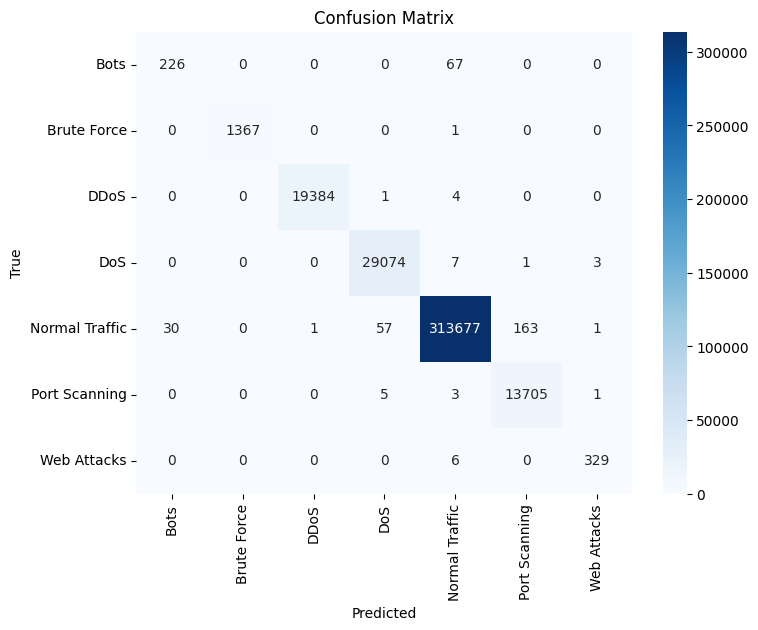 Confusion Matrix
Bots 226 0 0 0 67 0 0
Brute Force 0 1367 0 0 1 0 0
DDoS 0 0 19384 1 4 0 0
DoS 0 0 0 29074 7 1 3
Normal Traffic 30 0 1 57 313677 163 1
Port Scanning 0 0 0 5 3 13705 1
Web Attacks 0 0 0 0 6 0 329
True
Bots
Brute Force
DDoS
DoS
Normal Traffic
Port Scanning
Web Attacks
Predicted
300000
250000
200000
150000
100000
50000
0